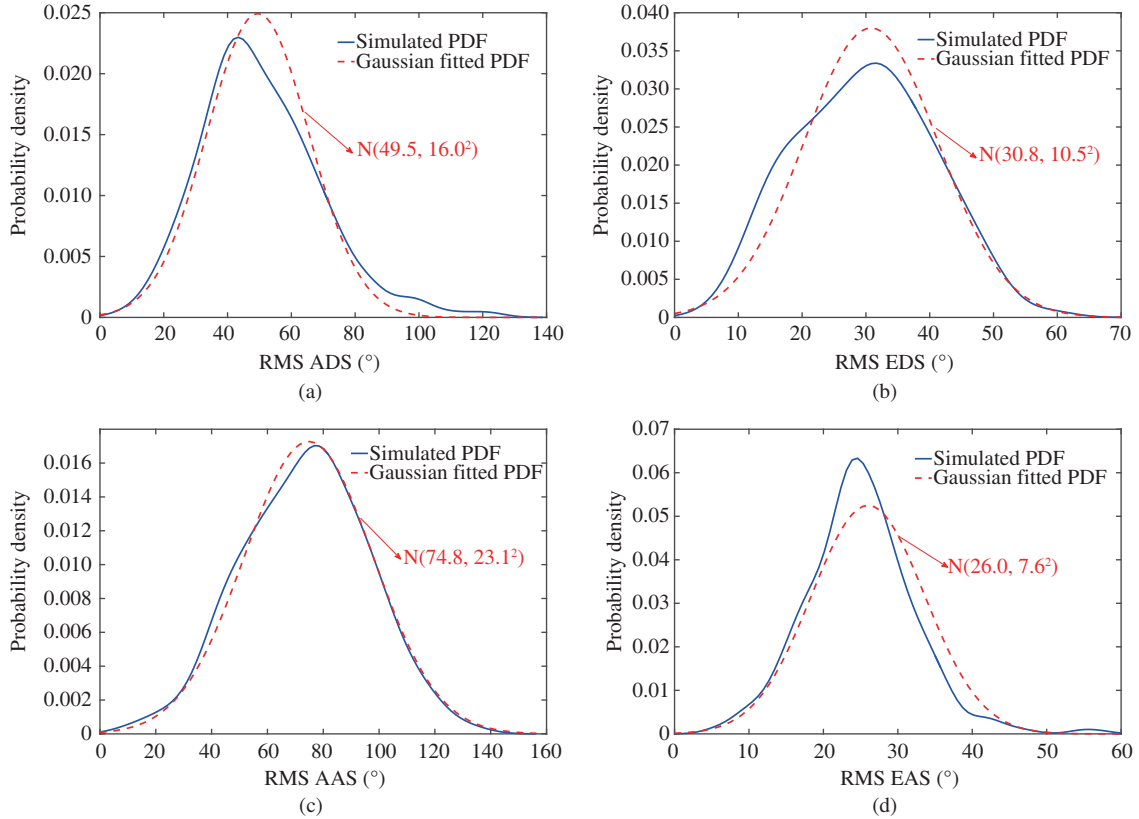 0.025
0.020
0.015
0.010
0.005
0
Probability density
Simulated PDF
Gaussian fitted PDF
N(49.5, 16.0²)
0 20 40 60 80 100 120 140
RMS ADS (°)
(a)
0.040
0.035
0.030
0.025
0.020
0.015
0.010
0.005
0.000
Probability density
Simulated PDF
Gaussian fitted PDF
N(30.8, 10.5²)
0 10 20 30 40 50 60 70
RMS EDS (°)
(b)
0.016
0.014
0.012
0.010
0.008
0.006
0.004
0.002
0
Probability density
Simulated PDF
Gaussian fitted PDF
N(74.8, 23.1²)
0 20 40 60 80 100 120 140 160
RMS AAS (°)
(c)
0.07
0.06
0.05
0.04
0.03
0.02
0.01
0
Probability density
Simulated PDF
Gaussian fitted PDF
N(26.0, 7.6²)
0 10 20 30 40 50 60
RMS EAS (°)
(d)